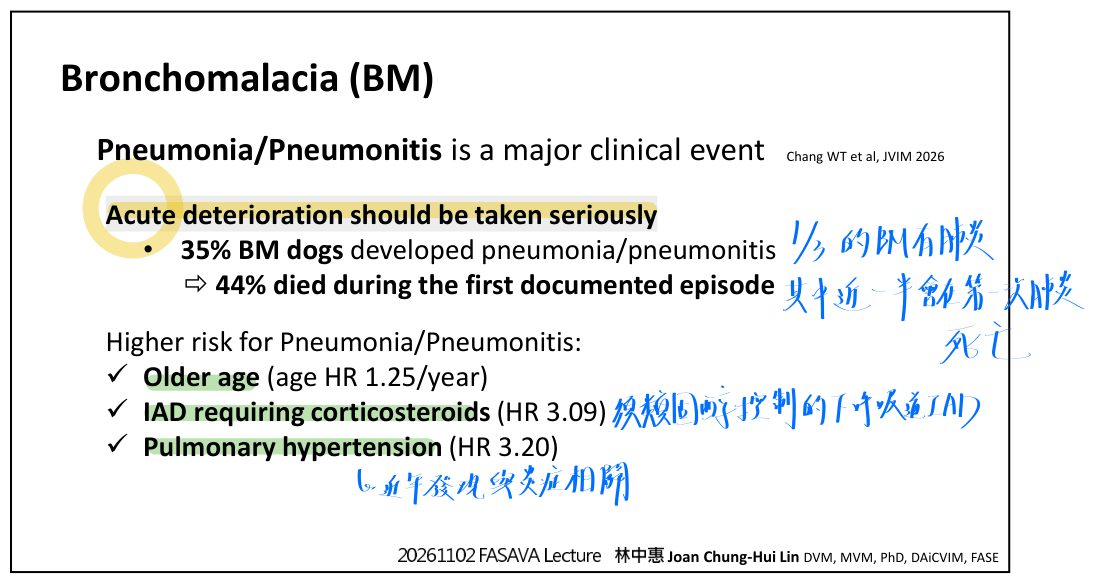 Bronchomalacia (BM)
Pneumonia/Pneumonitis is a major clinical event Chang WT et al, JVIM 2026
Acute deterioration should be taken seriously
• 35% BM dogs developed pneumonia/pneumonitis 1/3 的BM有肺炎
⇨ 44% died during the first documented episode 其中近一半會在第一次肺炎
死亡
Higher risk for Pneumonia/Pneumonitis:
✓ Older age (age HR 1.25/year)
✓ IAD requiring corticosteroids (HR 3.09) 類固醇控制的下呼吸道IAD
✓ Pulmonary hypertension (HR 3.20)
↳ 近年發現與炎症相關
20261102 FASAVA Lecture 林中惠 Joan Chung-Hui Lin DVM, MVM, PhD, DAiCVIM, FASE